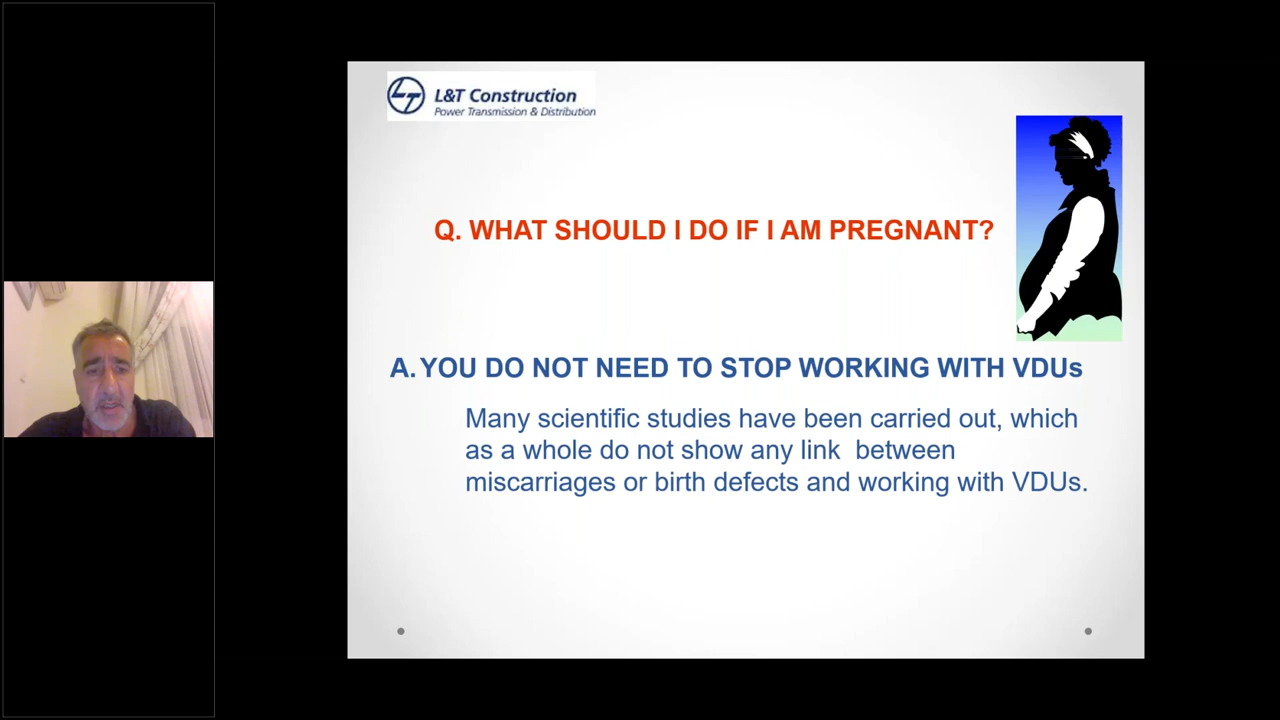 L&T Construction
Power Transmission & Distribution
Q. WHAT SHOULD I DO IF I AM PREGNANT?
A. YOU DO NOT NEED TO STOP WORKING WITH VDUs
Many scientific studies have been carried out, which
as a whole do not show any link between
miscarriages or birth defects and working with VDUs.